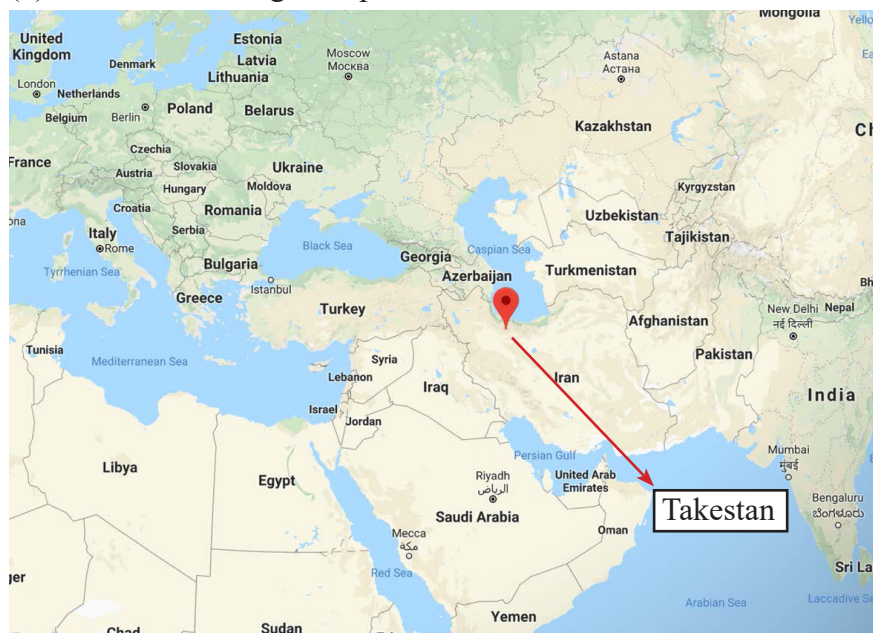 Mongolia
United
Kingdom
Estonia
Latvia
Lithuania
Moscow
Москва
Denmark
London
Netherlands
Belgium
Berlin
Poland
Belarus
Astana
Астана
Kazakhstan
Czechia
Slovakia
Ukraine
France
Austria
Hungary
Moldova
Croatia
Romania
Serbia
Italy
Rome
Tyrrhenian Sea
Bulgaria
Black Sea
Istanbul
Greece
Georgia
Azerbaijan
Caspian Sea
Kyrgyzstan
Uzbekistan
Tajikistan
Turkmenistan
Turkey
Afghanistan
New Delhi
नई दिल्ली
Nepal
Pakistan
India
Tunisia
Mediterranean Sea
Syria
Lebanon
Iraq
Iran
Israel
Jordan
Libya
Egypt
Persian Gulf
Riyadh
الرياض
United Arab
Emirates
Saudi Arabia
Takestan
Oman
Mumbai
मुंबई
Bengaluru
ಬೆಂಗಳೂರು
Mecca
مكة
Red Sea
Sri La
Arabian Sea
Laccadive Se
Yemen
Chad
Sudan